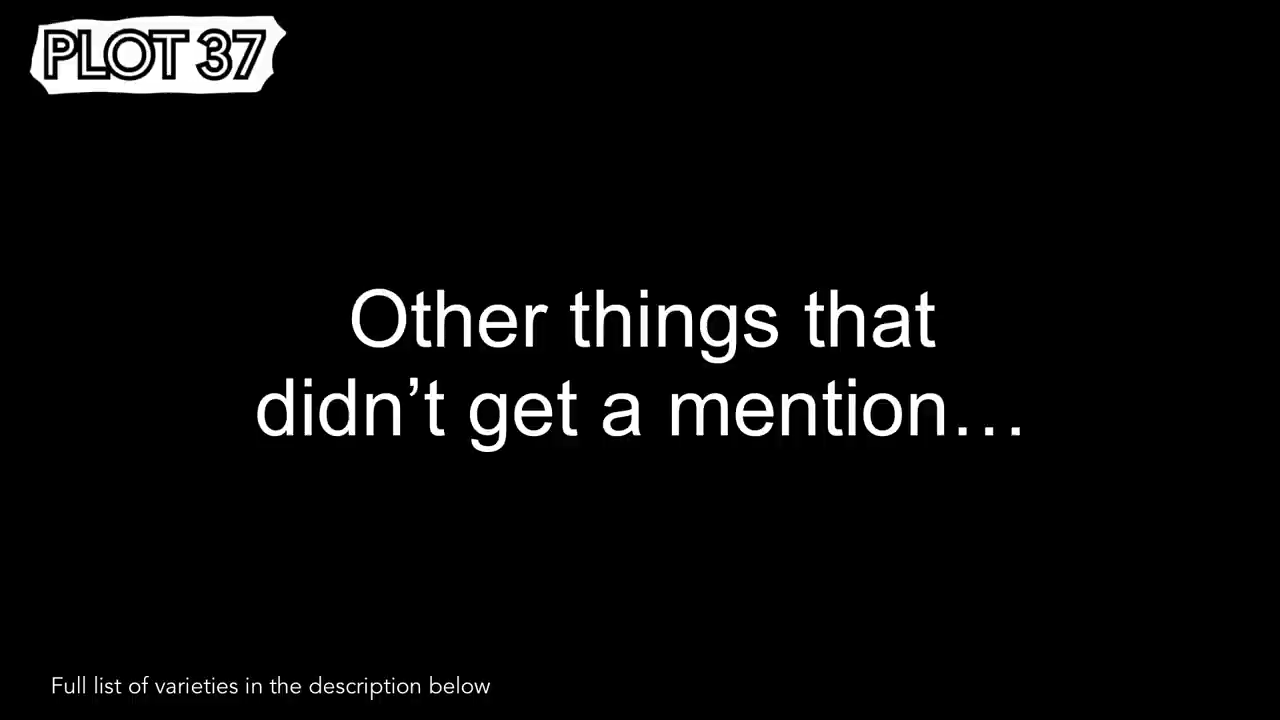 PLOT 37
Other things that
didn’t get a mention…
Full list of varieties in the description below